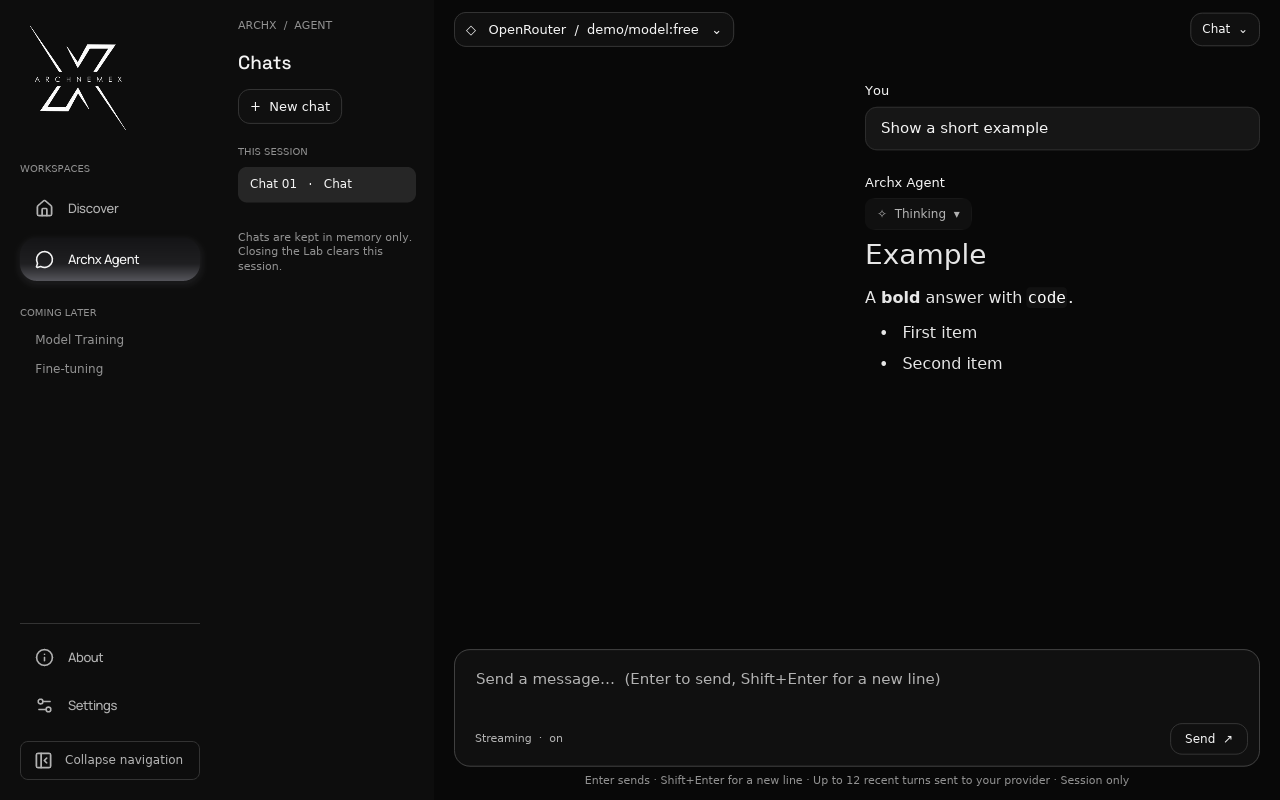 ARCHNEMEX
WORKSPACES
Discover
Archx Agent
COMING LATER
Model Training
Fine-tuning
About
Settings
Collapse navigation
ARCHX / AGENT
Chats
+ New chat
THIS SESSION
Chat 01 · Chat
Chats are kept in memory only.
Closing the Lab clears this
session.
OpenRouter / demo/model:free
Chat
You
Show a short example
Archx Agent
Thinking
Example
A bold answer with code.
• First item
• Second item
Send a message... (Enter to send, Shift+Enter for a new line)
Streaming · on
Send ↗
Enter sends · Shift+Enter for a new line · Up to 12 recent turns sent to your provider · Session only